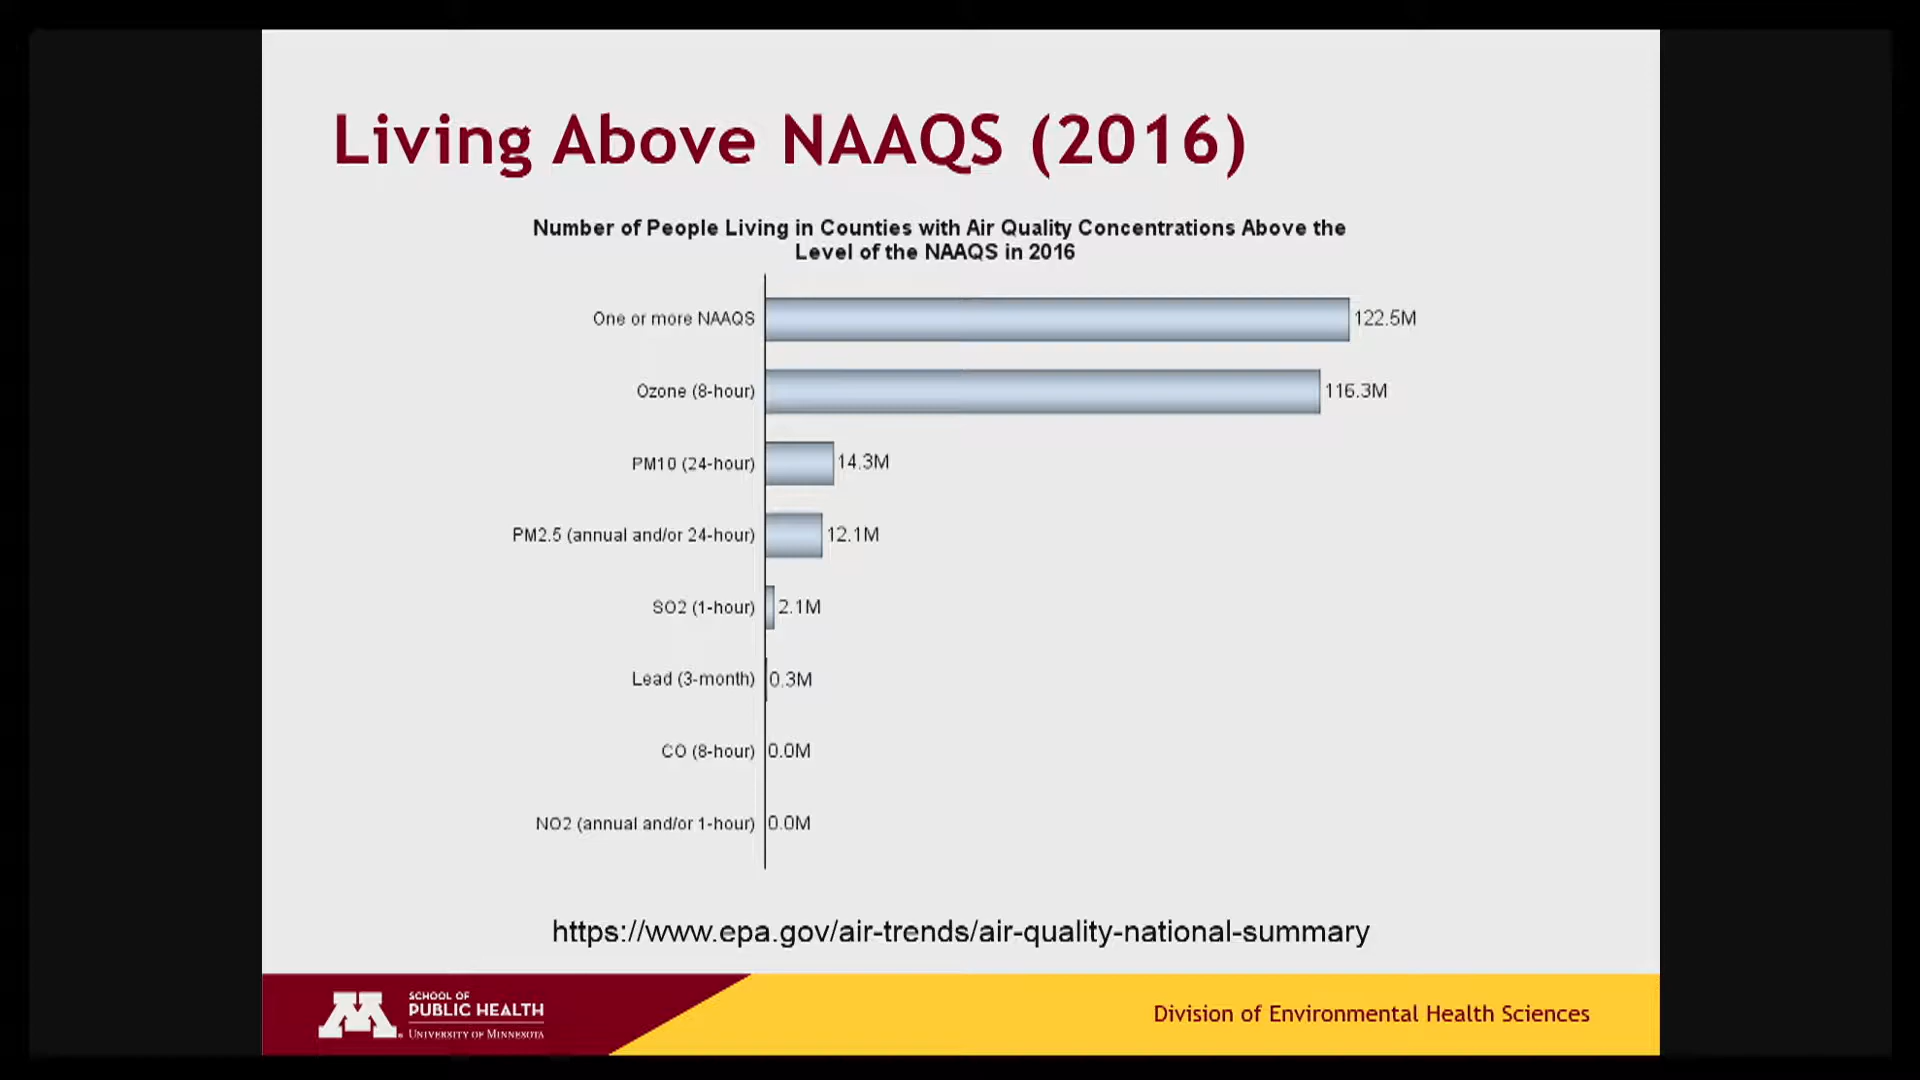 Living Above NAAQS (2016)
Number of People Living in Counties with Air Quality Concentrations Above the
Level of the NAAQS in 2016
One or more NAAQS 122.5M
Ozone (8-hour) 116.3M
PM10 (24-hour) 14.3M
PM2.5 (annual and/or 24-hour) 12.1M
SO2 (1-hour) 2.1M
Lead (3-month) 0.3M
CO (8-hour) 0.0M
NO2 (annual and/or 1-hour) 0.0M
https://www.epa.gov/air-trends/air-quality-national-summary
M
SCHOOL OF
PUBLIC HEALTH
UNIVERSITY OF MINNESOTA
Division of Environmental Health Sciences